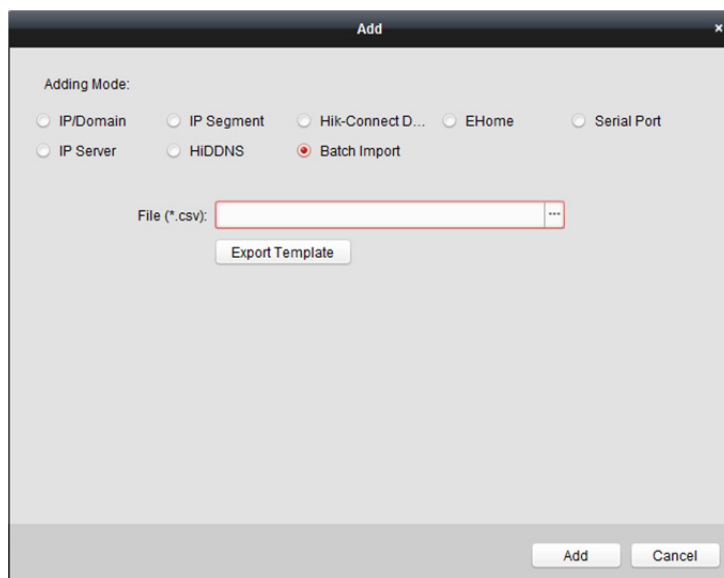 Add
Adding Mode:
IP/Domain IP Segment Hik-Connect D... EHome Serial Port
IP Server HiDDNS Batch Import
File (*.csv): ...
Export Template
Add Cancel